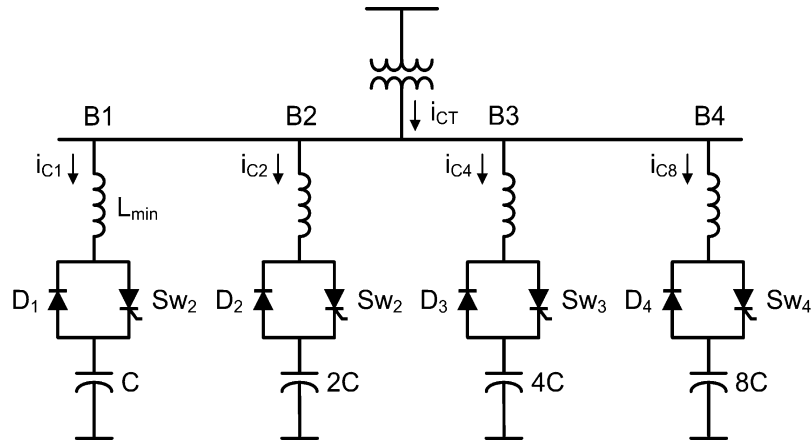 i_CT
B1 B2 B3 B4
i_C1 i_C2 i_C4 i_C8
L_min
D_1 Sw_2 D_2 Sw_2 D_3 Sw_3 D_4 Sw_4
C 2C 4C 8C